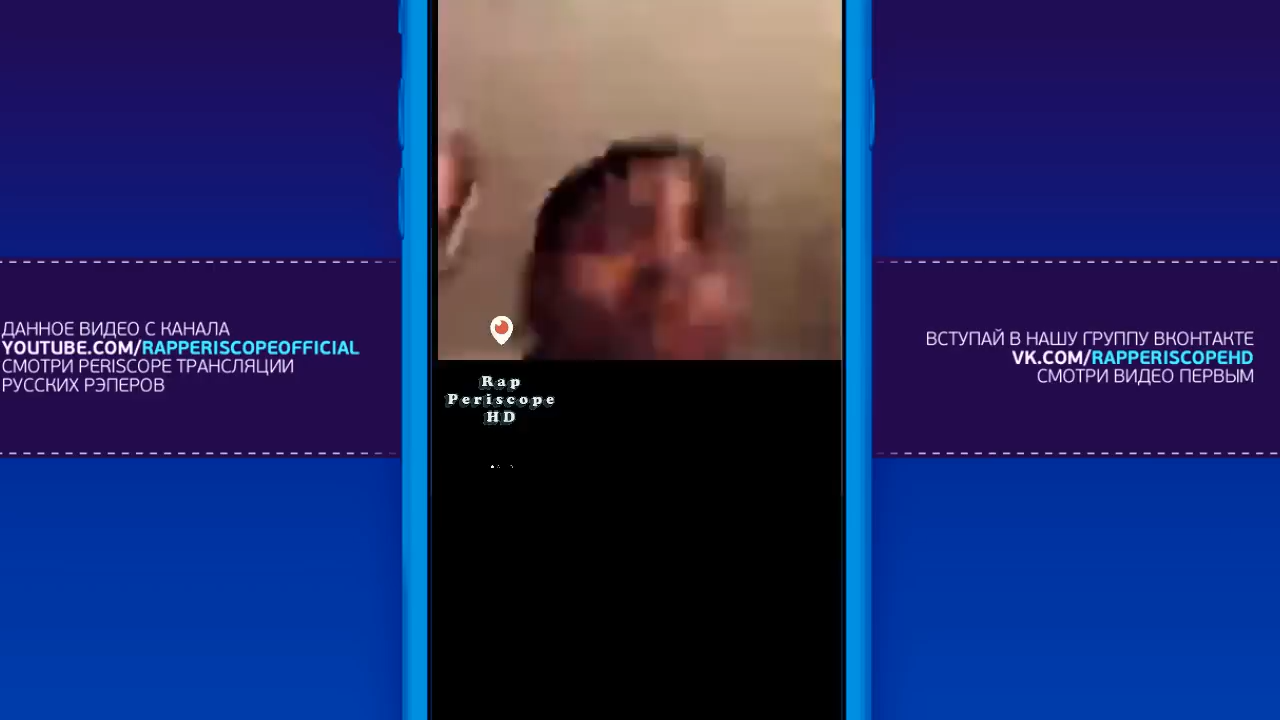 ДАННОЕ ВИДЕО С КАНАЛА
YOUTUBE.COM/RAPPERISCOPEOFFICIAL
СМОТРИ PERISCOPE ТРАНСЛЯЦИИ
РУССКИХ РЭПЕРОВ
Rap
Periscope
HD
ВСТУПАЙ В НАШУ ГРУППУ ВКОНТАКТЕ
VK.COM/RAPPERISCOPEHD
СМОТРИ ВИДЕО ПЕРВЫМ